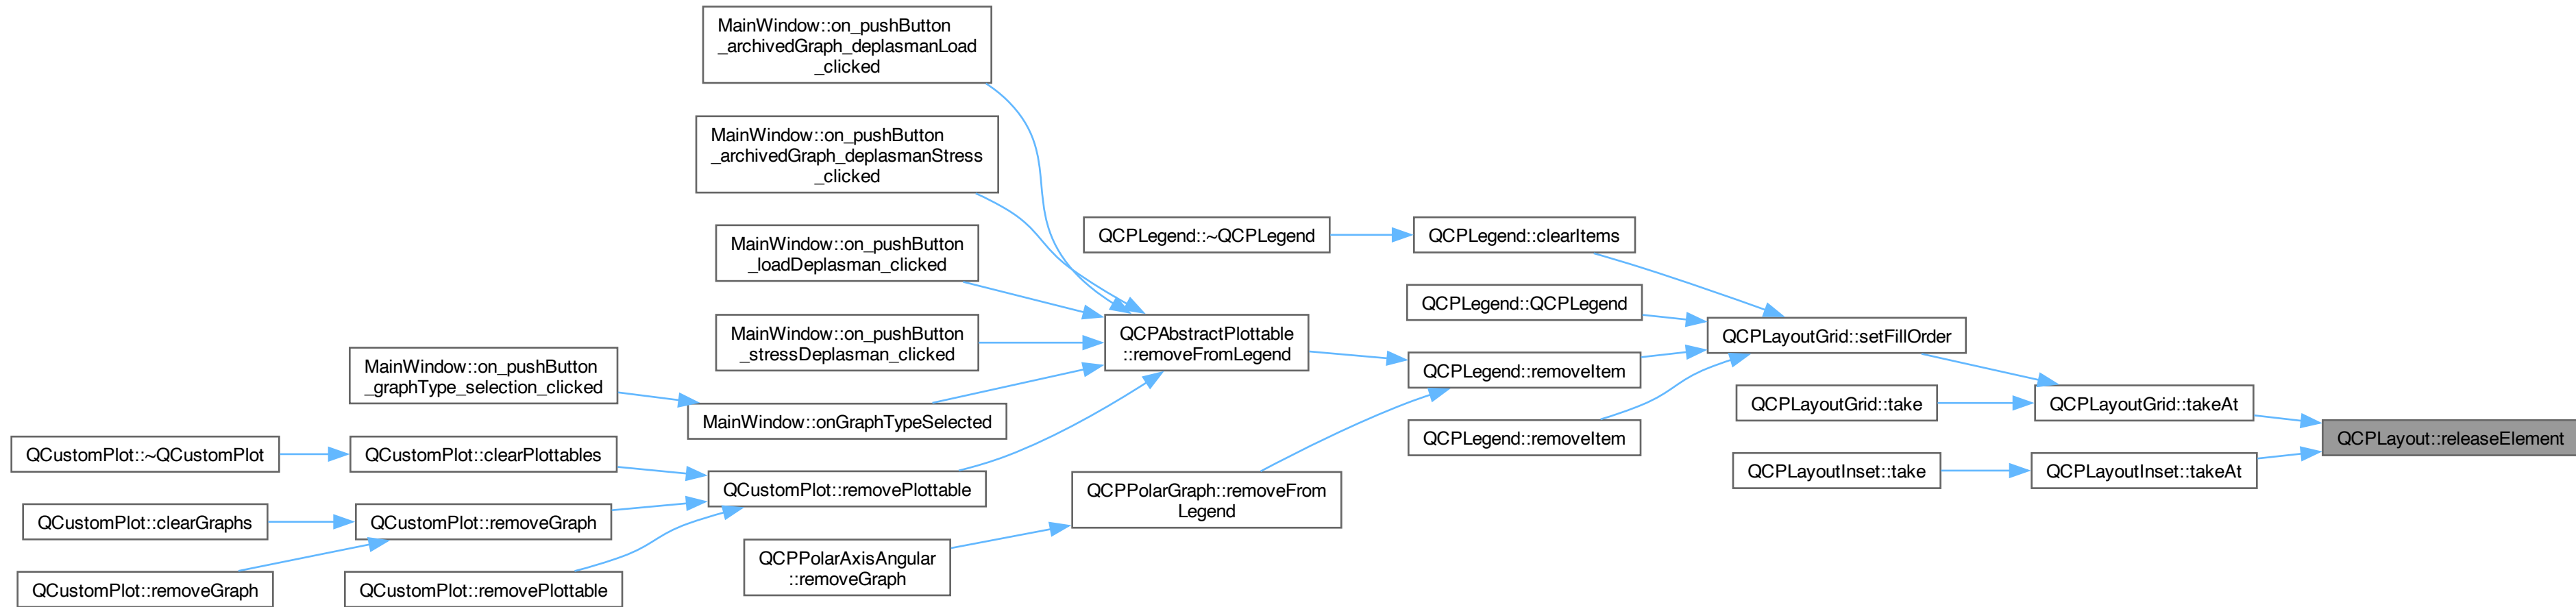 MainWindow::on_pushButton
_archivedGraph_deplasmanLoad
_clicked
MainWindow::on_pushButton
_archivedGraph_deplasmanStress
_clicked
MainWindow::on_pushButton
_loadDeplasman_clicked
MainWindow::on_pushButton
_stressDeplasman_clicked
MainWindow::on_pushButton
_graphType_selection_clicked
MainWindow::onGraphTypeSelected
QCustomPlot::~QCustomPlot
QCustomPlot::clearPlottables
QCustomPlot::clearGraphs
QCustomPlot::removeGraph
QCustomPlot::removeGraph
QCustomPlot::removePlottable
QCustomPlot::removePlottable
QCPPolarAxisAngular
::removeGraph
QCPLegend::~QCPLegend
QCPAbstractPlottable
::removeFromLegend
QCPPolarGraph::removeFrom
Legend
QCPLegend::clearItems
QCPLegend::QCPLegend
QCPLegend::removeItem
QCPLegend::removeItem
QCPLayoutGrid::setFillOrder
QCPLayoutGrid::take
QCPLayoutInset::take
QCPLayoutGrid::takeAt
QCPLayoutInset::takeAt
QCPLayout::releaseElement